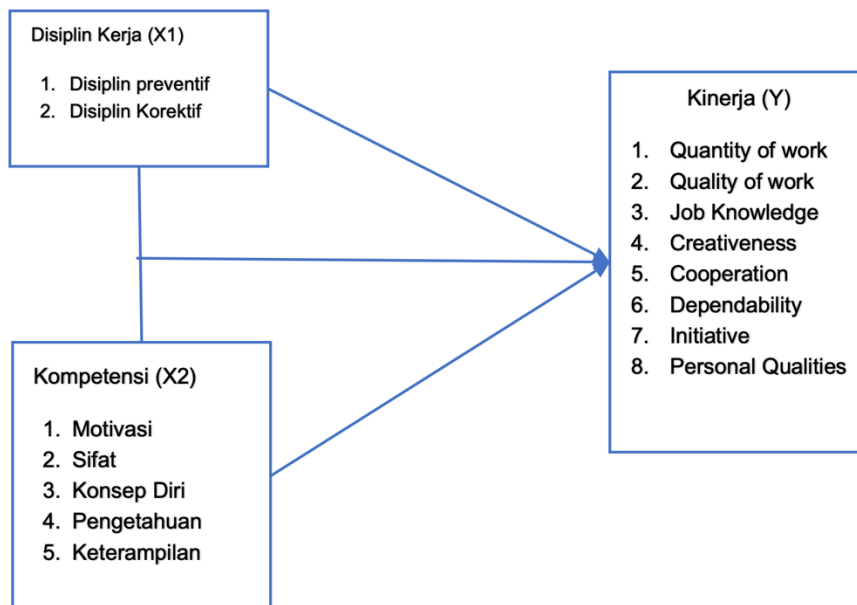 Disiplin Kerja (X1)
1. Disiplin preventif
2. Disiplin Korektif
Kompetensi (X2)
1. Motivasi
2. Sifat
3. Konsep Diri
4. Pengetahuan
5. Keterampilan
Kinerja (Y)
1. Quantity of work
2. Quality of work
3. Job Knowledge
4. Creativeness
5. Cooperation
6. Dependability
7. Initiative
8. Personal Qualities